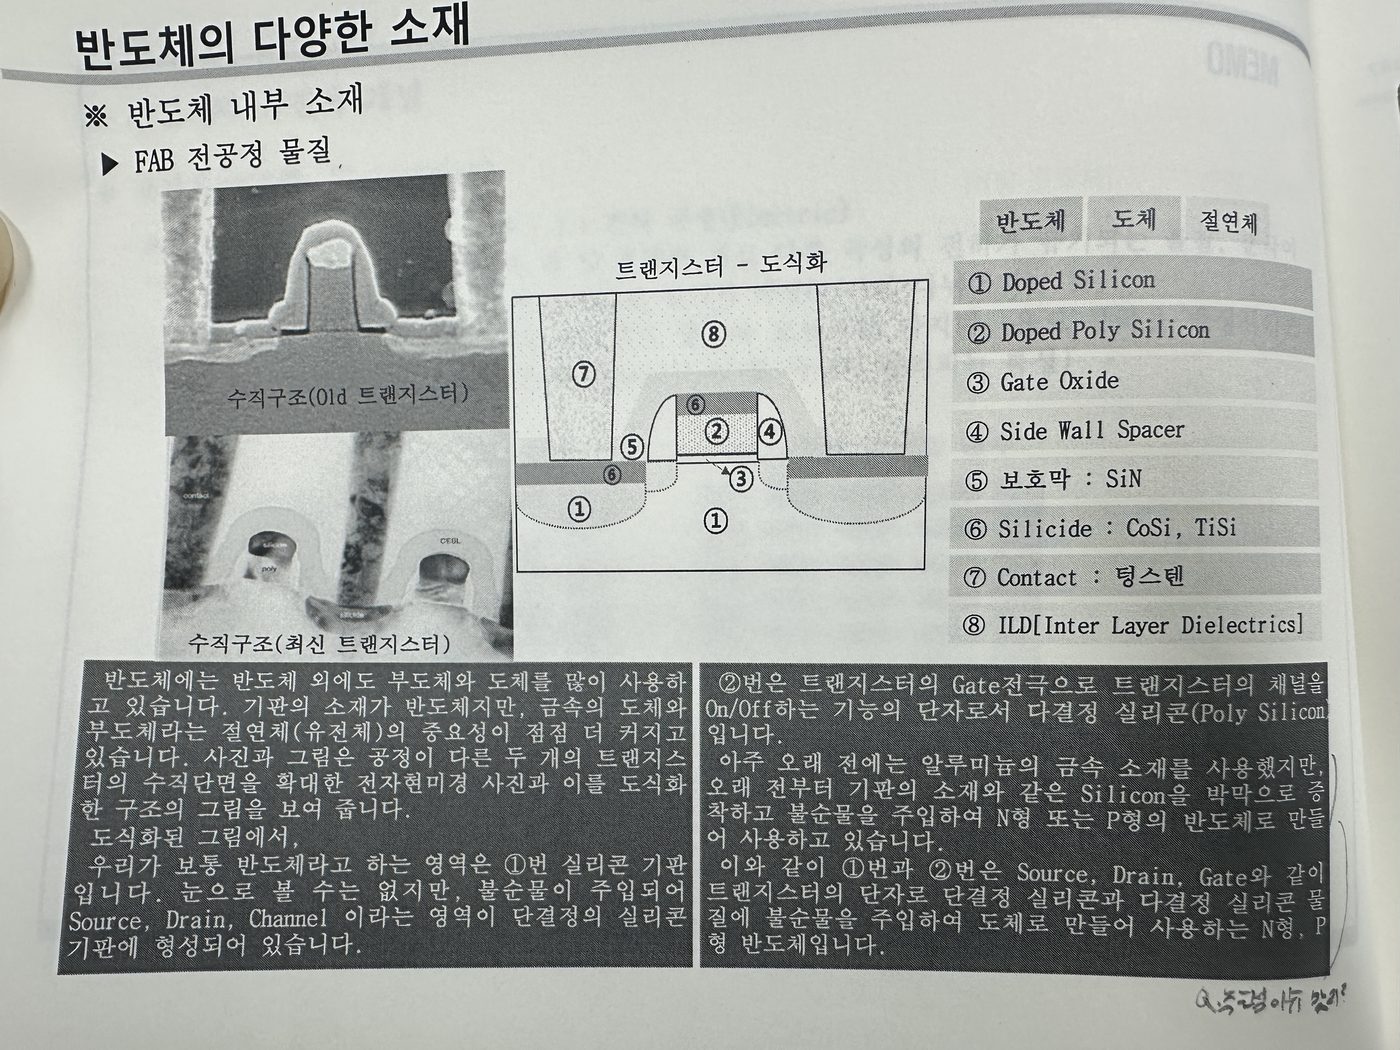 반도체의 다양한 소재
MEMO
※ 반도체 내부 소재
▶ FAB 전공정 물질
수직구조(Old 트랜지스터)
contact
silicide
poly
CESL
수직구조(최신 트랜지스터)
트랜지스터 - 도식화
⑧
⑦
⑥
②
④
⑤
⑥
③
①
①
반도체 도체 절연체
① Doped Silicon
② Doped Poly Silicon
③ Gate Oxide
④ Side Wall Spacer
⑤ 보호막 : SiN
⑥ Silicide : CoSi, TiSi
⑦ Contact : 텅스텐
⑧ ILD[Inter Layer Dielectrics]
반도체에는 반도체 외에도 부도체와 도체를 많이 사용하
고 있습니다. 기판의 소재가 반도체지만, 금속의 도체와
부도체라는 절연체(유전체)의 중요성이 점점 더 커지고
있습니다. 사진과 그림은 공정이 다른 두 개의 트랜지스
터의 수직단면을 확대한 전자현미경 사진과 이를 도식화
한 구조의 그림을 보여 줍니다.
도식화된 그림에서,
우리가 보통 반도체라고 하는 영역은 ①번 실리콘 기판
입니다. 눈으로 볼 수는 없지만, 불순물이 주입되어
Source, Drain, Channel 이라는 영역이 단결정의 실리콘
기판에 형성되어 있습니다.
②번은 트랜지스터의 Gate전극으로 트랜지스터의 채널을
On/Off하는 기능의 단자로서 다결정 실리콘(Poly Silicon)
입니다.
아주 오래 전에는 알루미늄의 금속 소재를 사용했지만,
오래 전부터 기판의 소재와 같은 Silicon을 박막으로 증
착하고 불순물을 주입하여 N형 또는 P형의 반도체로 만들
어 사용하고 있습니다.
이와 같이 ①번과 ②번은 Source, Drain, Gate와 같이
트랜지스터의 단자로 단결정 실리콘과 다결정 실리콘 물
질에 불순물을 주입하여 도체로 만들어 사용하는 N형, P
형 반도체입니다.